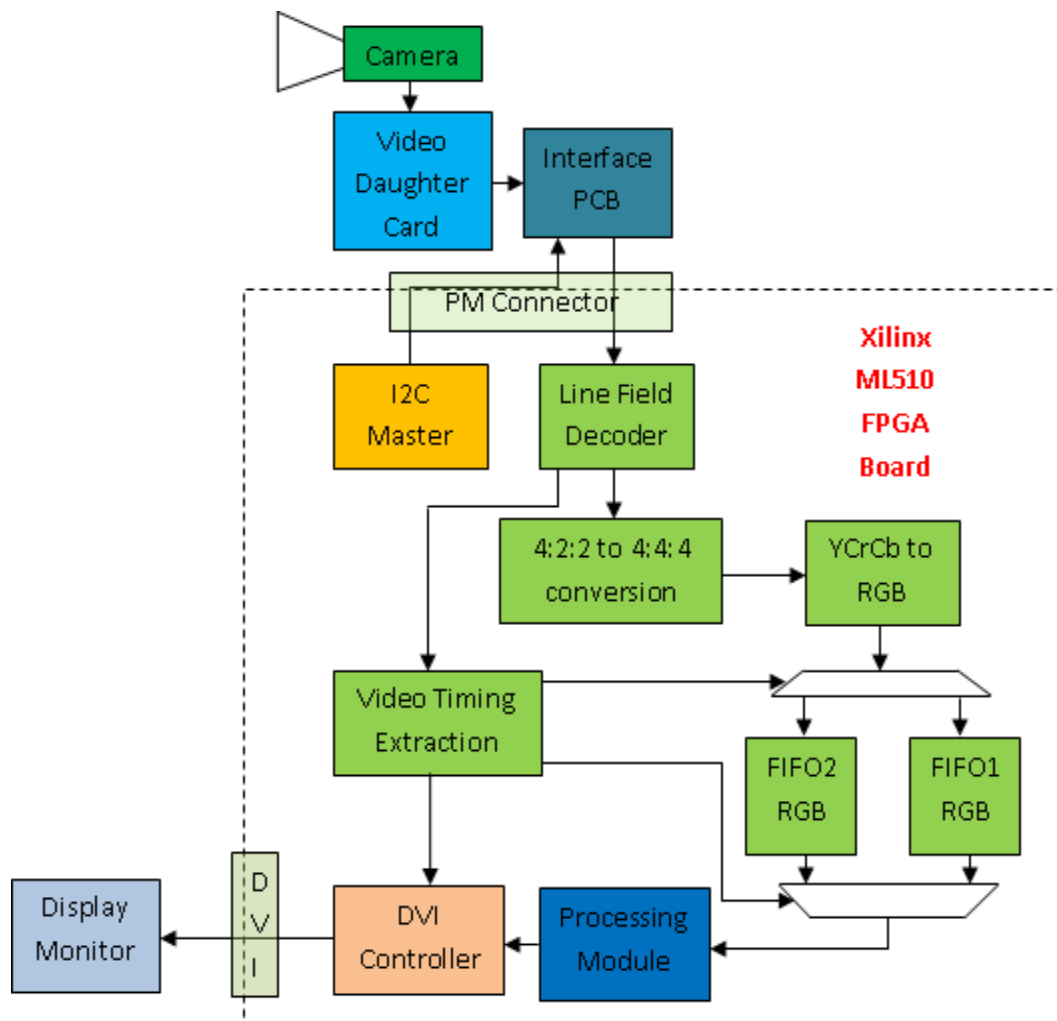 Camera
Video
Daughter
Card
Interface
PCB
PM Connector
Xilinx
ML510
FPGA
Board
I2C
Master
Line Field
Decoder
4:2:2 to 4:4:4
conversion
YCrCb to
RGB
Video Timing
Extraction
FIFO2
RGB
FIFO1
RGB
Display
Monitor
D
V
I
DVI
Controller
Processing
Module